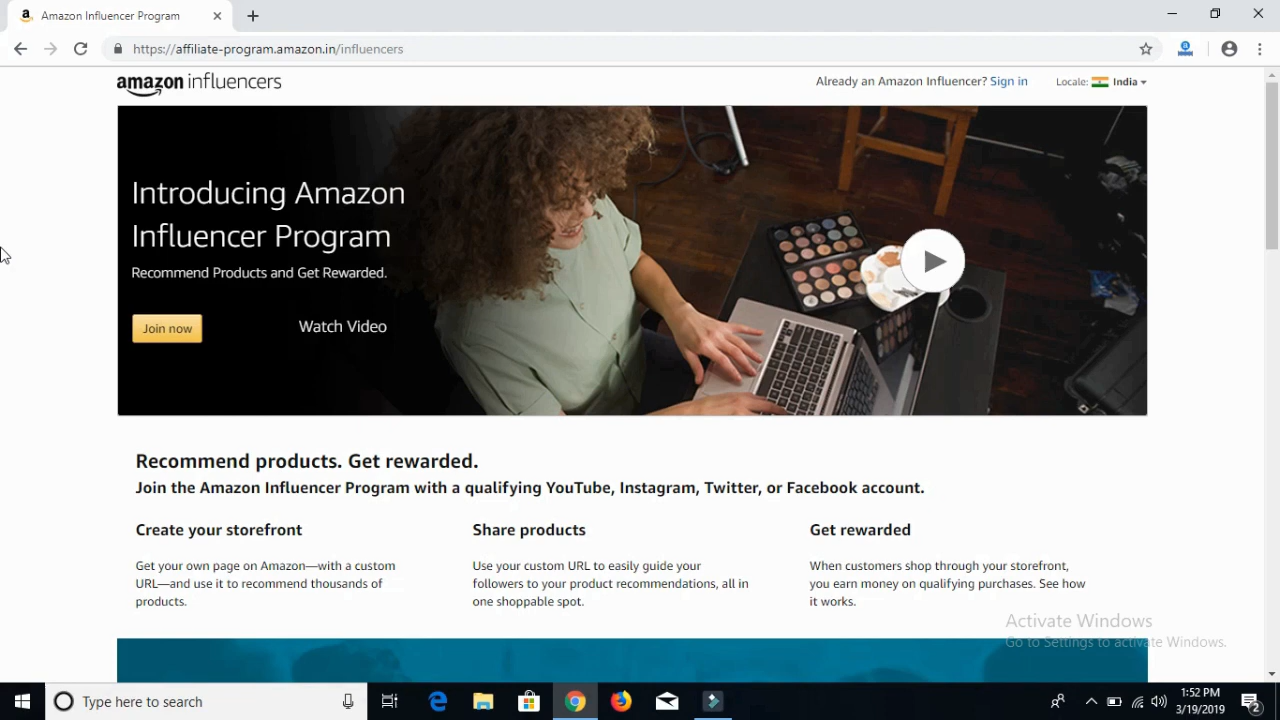 Amazon Influencer Program
https://affiliate-program.amazon.in/influencers
amazon influencers
Already an Amazon Influencer? Sign in
Locale: India
Introducing Amazon
Influencer Program
Recommend Products and Get Rewarded.
Join now
Watch Video
Recommend products. Get rewarded.
Join the Amazon Influencer Program with a qualifying YouTube, Instagram, Twitter, or Facebook account.
Create your storefront
Get your own page on Amazon—with a custom
URL—and use it to recommend thousands of
products.
Share products
Use your custom URL to easily guide your
followers to your product recommendations, all in
one shoppable spot.
Get rewarded
When customers shop through your storefront,
you earn money on qualifying purchases. See how
it works.
Activate Windows
Go to Settings to activate Windows.
Type here to search
1:52 PM
3/19/2019
2